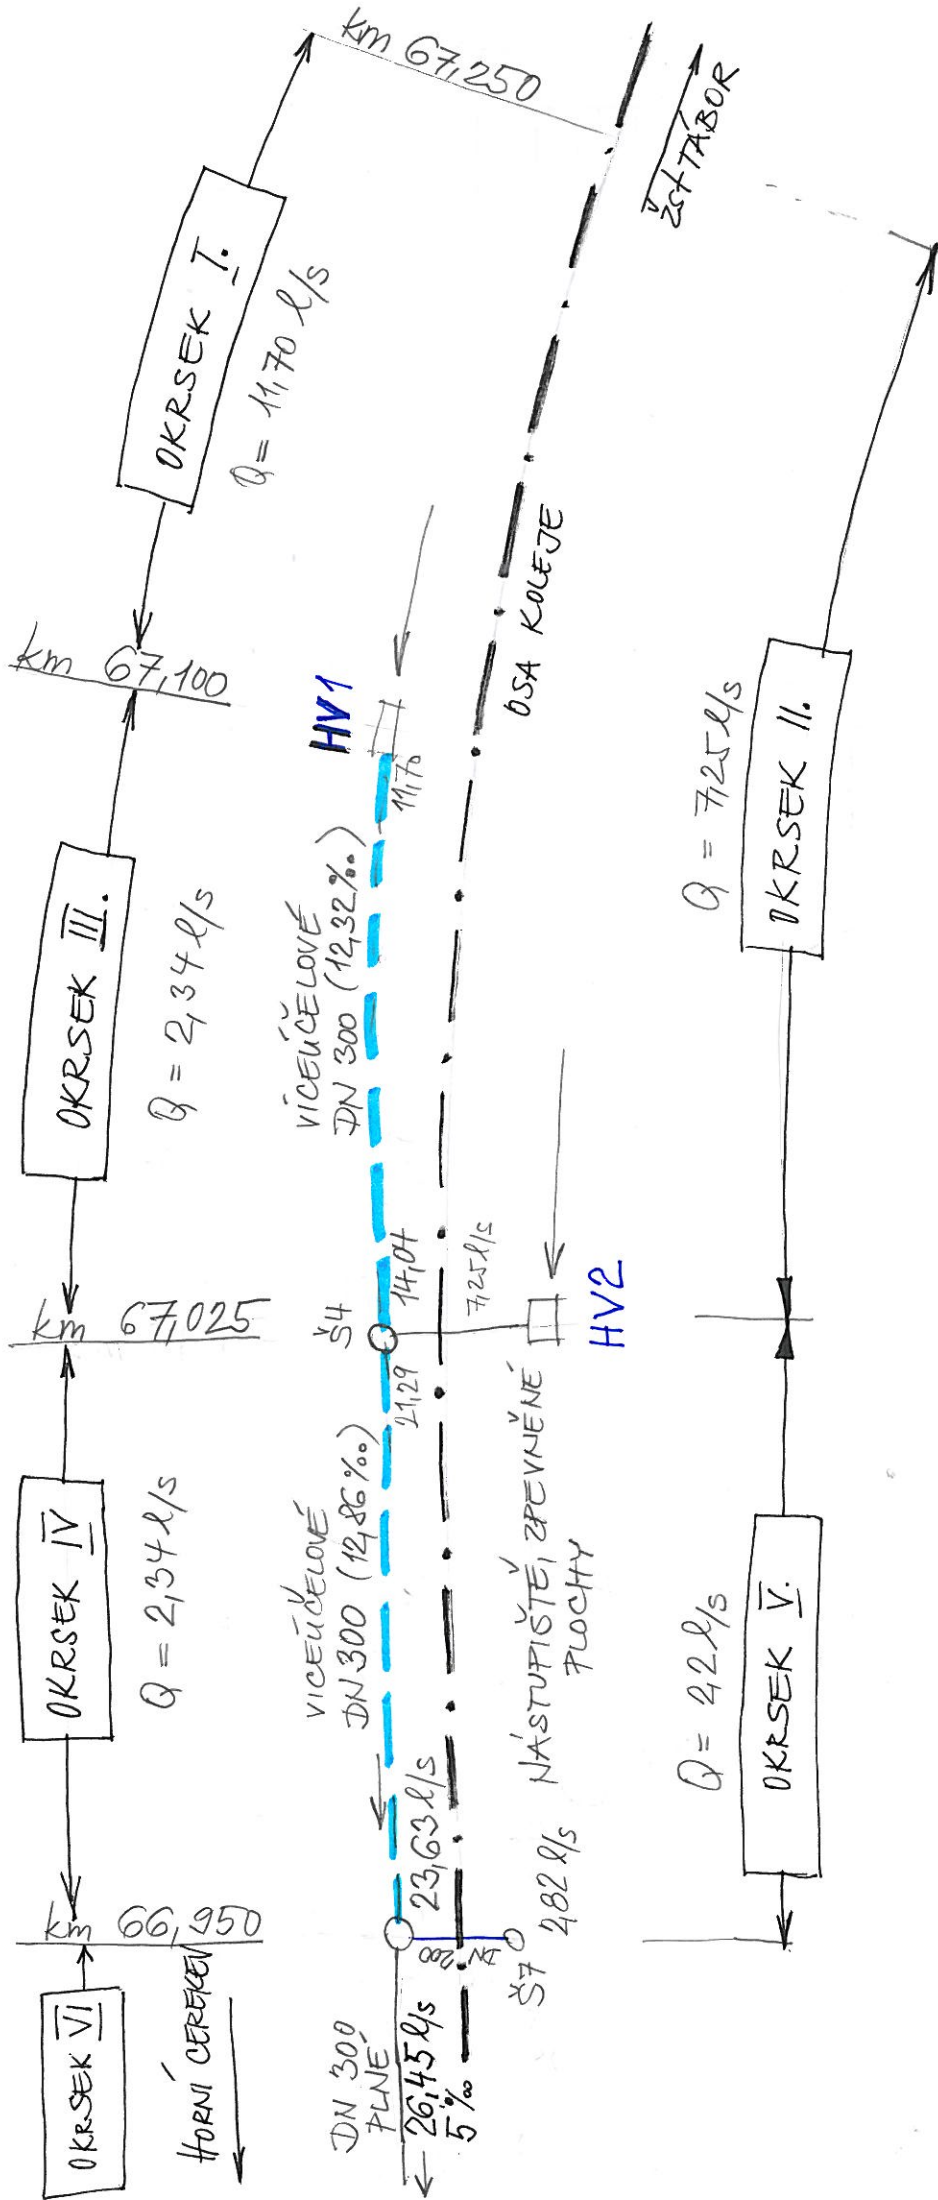 OKRSEK VI
HORNÍ CEREKEV
km 66,950
OKRSEK IV
Q = 2,34 l/s
km 67,025
OKRSEK III.
Q = 2,34 l/s
km 67,100
OKRSEK I.
Q = 11,70 l/s
km 67,250
DN 300
PLNÉ
26,45 l/s
5‰
VÍCEÚČELOVÉ
DN 300 (12,86‰)
23,63 l/s
21,29
Š4
14,04
VÍCEÚČELOVÉ
DN 300 (12,32‰)
HV1
11,70
DN 200
Š7
2,82 l/s
NÁSTUPIŠTĚ, ZPEVNĚNÉ
PLOCHY
7,25 l/s
HV2
OSA KOLEJE
ŽST TÁBOR
Q = 2,2 l/s
OKRSEK V.
Q = 7,25 l/s
OKRSEK II.